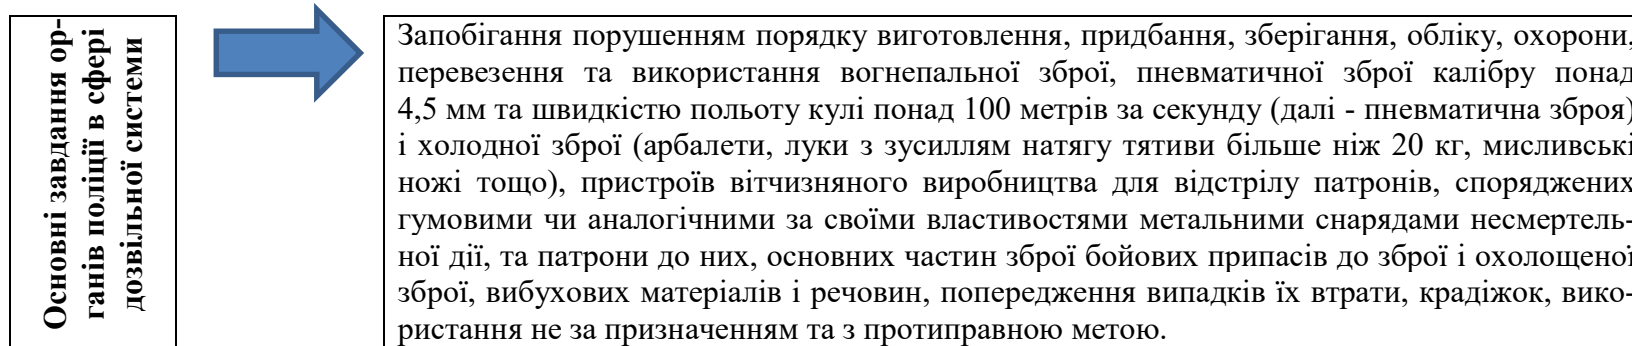 Основні завдання ор-
ганів поліції в сфері
дозвільної системи
Запобігання порушенням порядку виготовлення, придбання, зберігання, обліку, охорони,
перевезення та використання вогнепальної зброї, пневматичної зброї калібру понад
4,5 мм та швидкістю польоту кулі понад 100 метрів за секунду (далі - пневматична зброя)
і холодної зброї (арбалети, луки з зусиллям натягу тятиви більше ніж 20 кг, мисливські
ножі тощо), пристроїв вітчизняного виробництва для відстрілу патронів, споряджених
гумовими чи аналогічними за своїми властивостями метальними снарядами несмертель-
ної дії, та патрони до них, основних частин зброї бойових припасів до зброї і охолощеної
зброї, вибухових матеріалів і речовин, попередження випадків їх втрати, крадіжок, вико-
ристання не за призначенням та з протиправною метою.